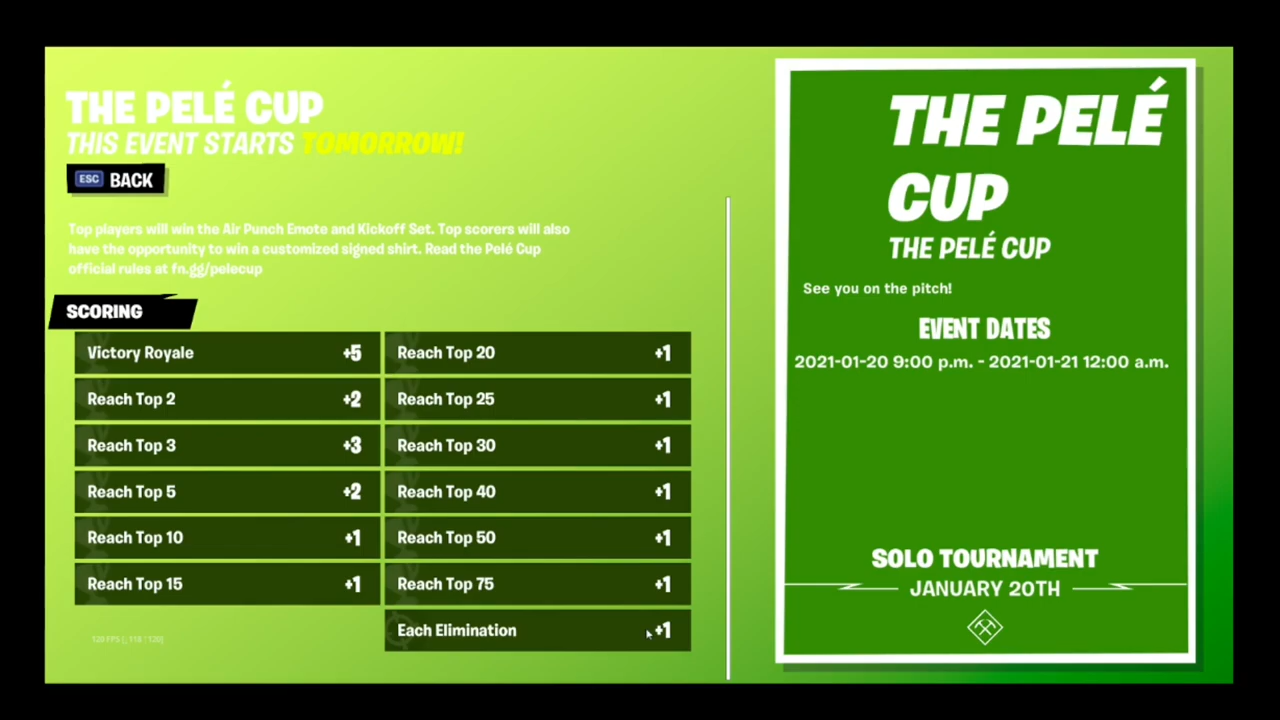 THE PELÉ CUP
THIS EVENT STARTS TOMORROW!
ESC BACK
Top players will win the Air Punch Emote and Kickoff Set. Top scorers will also
have the opportunity to win a customized signed shirt. Read the Pelé Cup
official rules at fn.gg/pelecup
SCORING
Victory Royale +5
Reach Top 2 +2
Reach Top 3 +3
Reach Top 5 +2
Reach Top 10 +1
Reach Top 15 +1
Reach Top 20 +1
Reach Top 25 +1
Reach Top 30 +1
Reach Top 40 +1
Reach Top 50 +1
Reach Top 75 +1
Each Elimination +1
120 FPS [
THE PELÉ
CUP
THE PELÉ CUP
See you on the pitch!
EVENT DATES
2021-01-20 9:00 p.m. - 2021-01-21 12:00 a.m.
SOLO TOURNAMENT
JANUARY 20TH